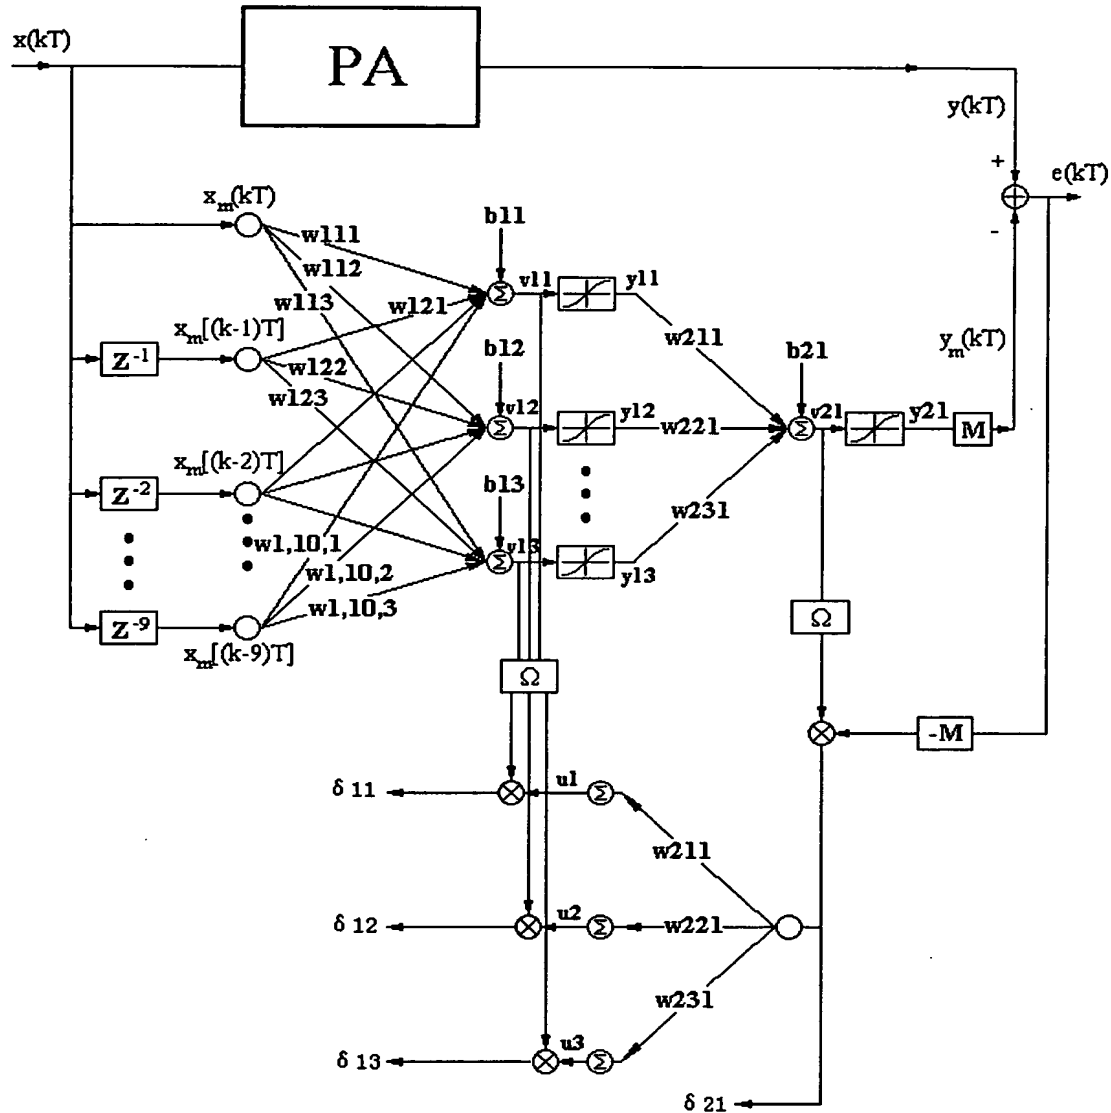 x(kT)
PA
y(kT)
+
e(kT)
-
x_m(kT)
b11
w111
w112
w113
Σ
v11
y11
w121
w211
x_m[(k-1)T]
y_m(kT)
Z^-1
b12
b21
w122
w123
Σ
v12
y12
w221
Σ
v21
y21
M
x_m[(k-2)T]
Z^-2
b13
w231
w1,10,1
Σ
v13
y13
w1,10,2
w1,10,3
Z^-9
x_m[(k-9)T]
Ω
Ω
-M
δ 11
u1
Σ
w211
δ 12
u2
Σ
w221
w231
δ 13
u3
Σ
δ 21